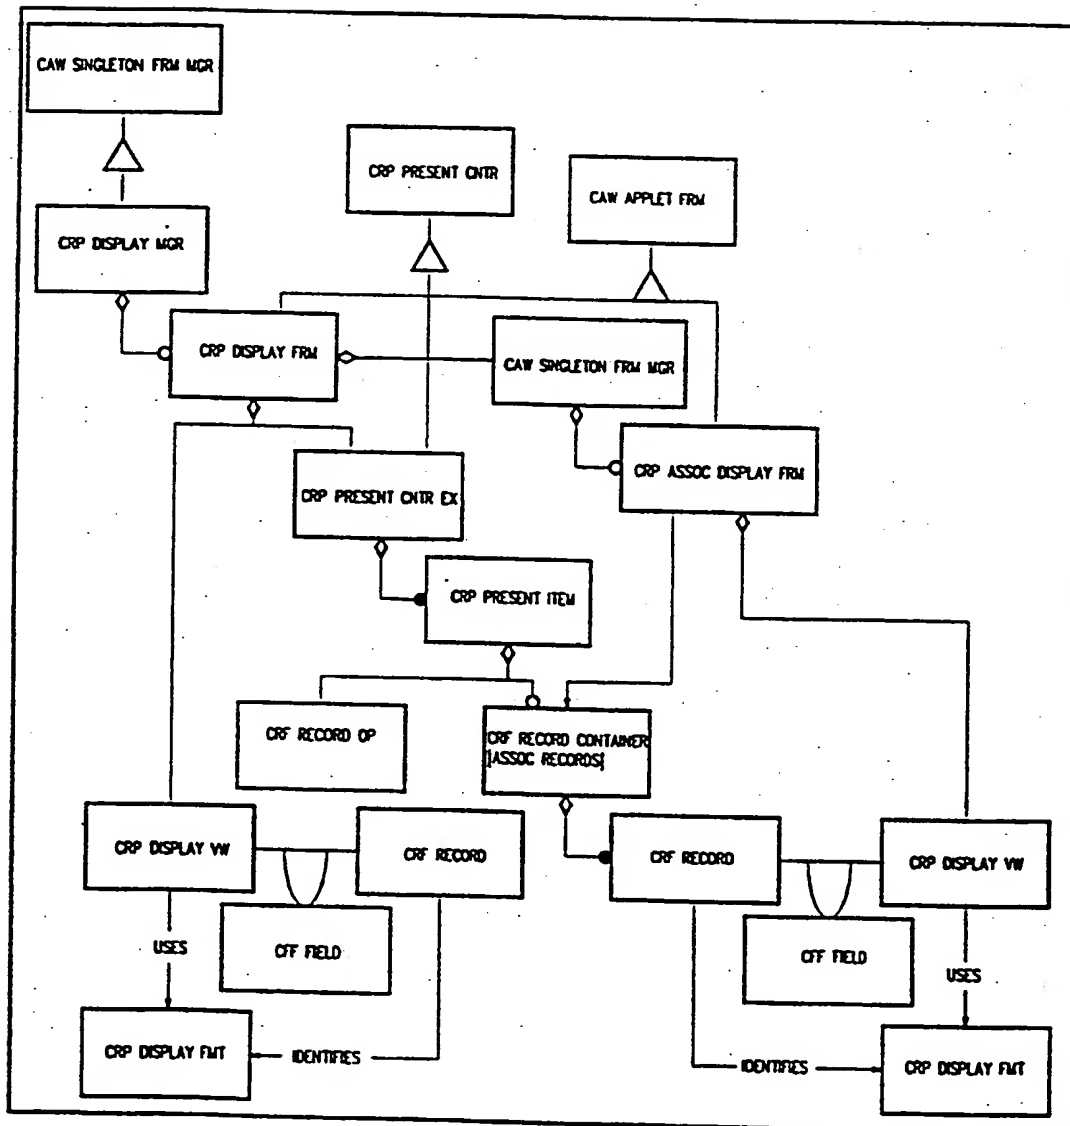 CAW SINGLETON FRM MGR
CRP PRESENT CNTR
CAW APPLET FRM
CRP DISPLAY MGR
CRP DISPLAY FRM
CAW SINGLETON FRM MGR
CRP PRESENT CNTR EX
CRP ASSOC DISPLAY FRM
CRP PRESENT ITEM
CRF RECORD OP
CRF RECORD CONTAINER
[ASSOC RECORDS]
CRP DISPLAY VW
CRF RECORD
CRF RECORD
CRP DISPLAY VW
CFF FIELD
CFF FIELD
USES
USES
CRP DISPLAY FMT
IDENTIFIES
IDENTIFIES
CRP DISPLAY FMT